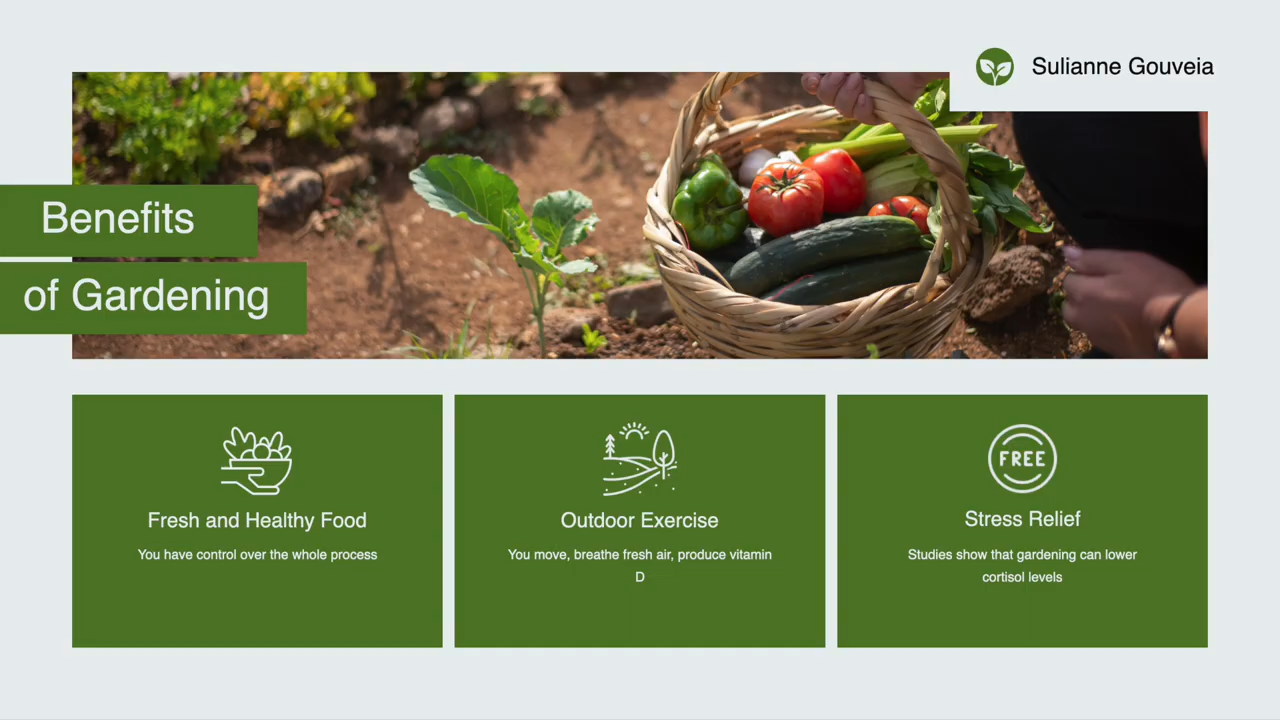 Sulianne Gouveia
Benefits
of Gardening
FREE
Fresh and Healthy Food
You have control over the whole process
Outdoor Exercise
You move, breathe fresh air, produce vitamin
D
Stress Relief
Studies show that gardening can lower
cortisol levels